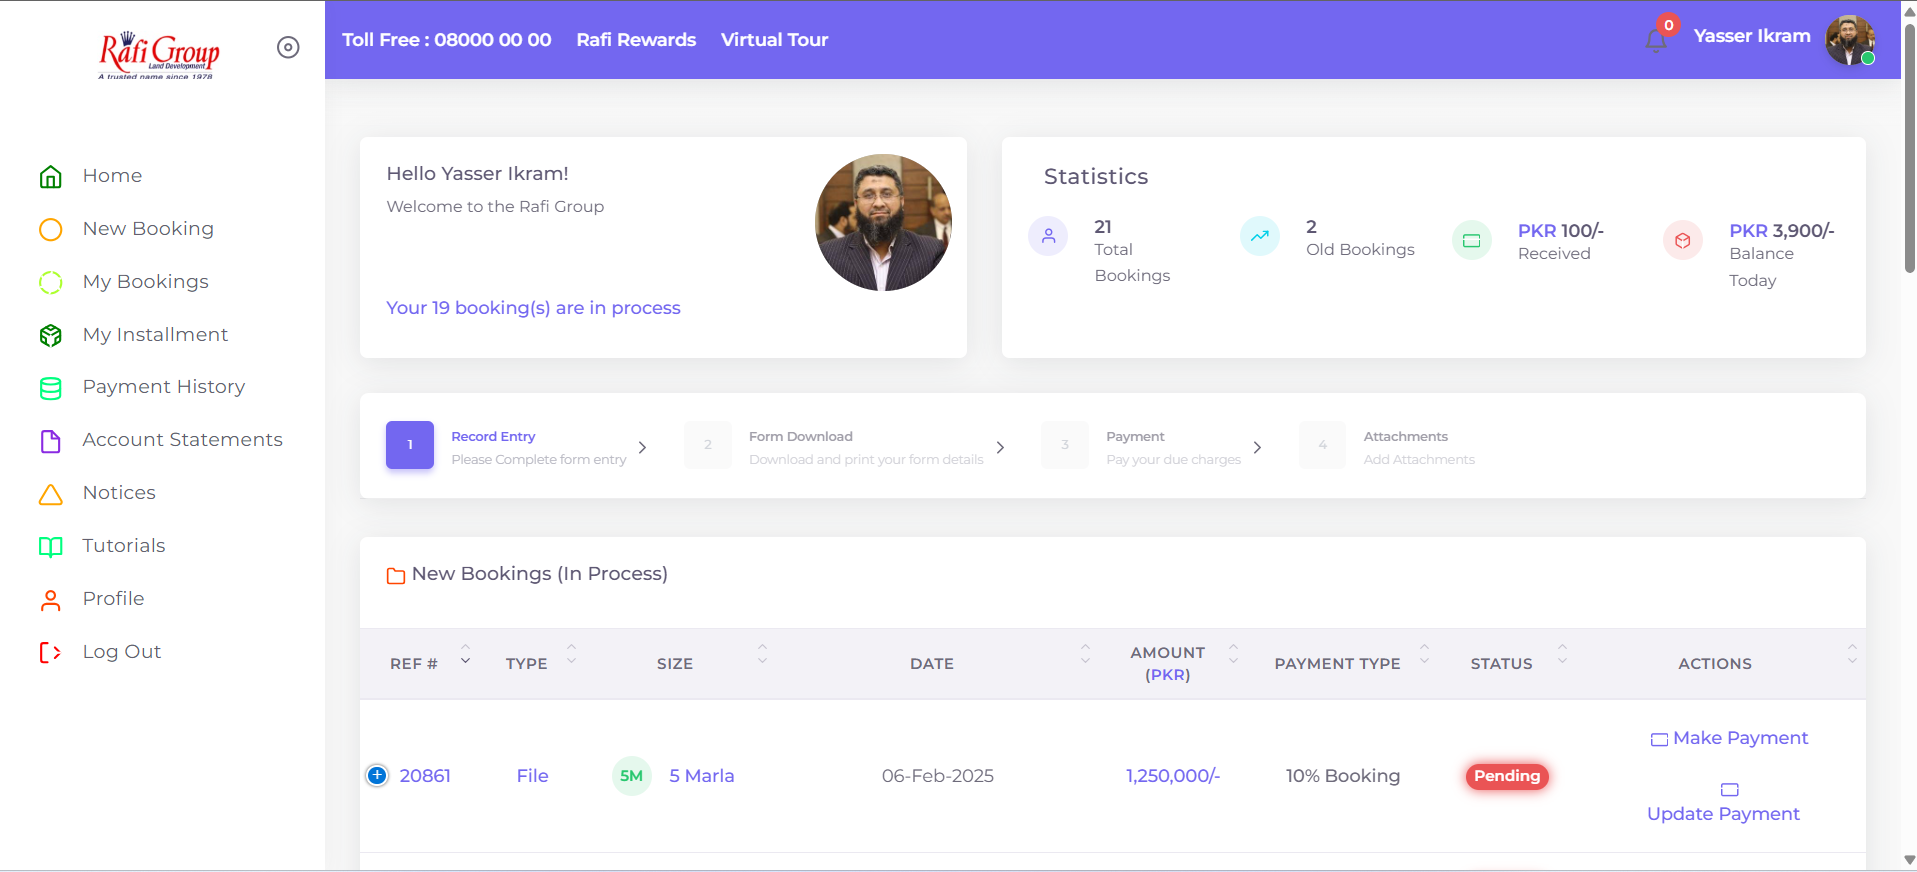 Rafi Group
Land Development
A trusted name since 1978
Toll Free : 08000 00 00
Rafi Rewards
Virtual Tour
0
Yasser Ikram
Home
New Booking
My Bookings
My Installment
Payment History
Account Statements
Notices
Tutorials
Profile
Log Out
Hello Yasser Ikram!
Welcome to the Rafi Group
Your 19 booking(s) are in process
Statistics
21
Total
Bookings
2
Old Bookings
PKR 100/-
Received
PKR 3,900/-
Balance
Today
1
Record Entry
Please Complete form entry
2
Form Download
Download and print your form details
3
Payment
Pay your due charges
4
Attachments
Add Attachments
New Bookings (In Process)
REF #
TYPE
SIZE
DATE
AMOUNT
(PKR)
PAYMENT TYPE
STATUS
ACTIONS
20861
File
5M
5 Marla
06-Feb-2025
1,250,000/-
10% Booking
Pending
Make Payment
Update Payment